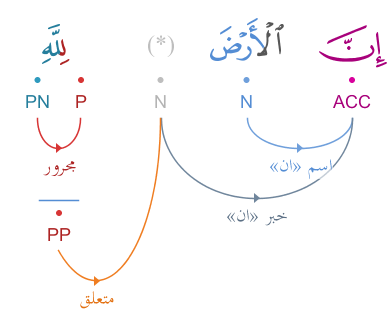 إِنَّ ٱلْأَرْضَ (*) لِلَّهِ
ACC N N P PN
اسم «ان»
مجرور
خبر «ان»
PP
متعلق